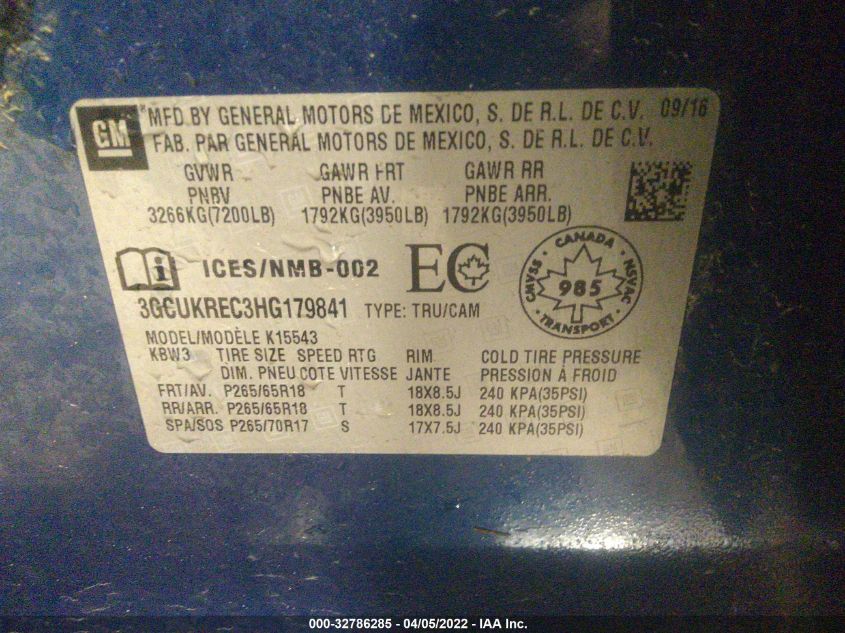 GM
MFD BY GENERAL MOTORS DE MEXICO, S. DE R.L. DE C.V. 09/16
FAB. PAR GENERAL MOTORS DE MEXICO, S. DE R.L. DE C.V.
GVWR GAWR FRT GAWR RR
PNBV PNBE AV. PNBE ARR.
3266KG(7200LB) 1792KG(3950LB) 1792KG(3950LB)
ICES/NMB-002 EC
CANADA
CMVSS 985 NSVAC
TRANSPORT
3GCUKREC3HG179841 TYPE: TRU/CAM
MODEL/MODÈLE K15543
KBW3 TIRE SIZE SPEED RTG RIM COLD TIRE PRESSURE
DIM. PNEU COTE VITESSE JANTE PRESSION À FROID
FRT/AV. P265/65R18 T 18X8.5J 240 KPA(35PSI)
RR/ARR. P265/65R18 T 18X8.5J 240 KPA(35PSI)
SPA/SOS P265/70R17 S 17X7.5J 240 KPA(35PSI)
000-32786285 - 04/05/2022 - IAA Inc.